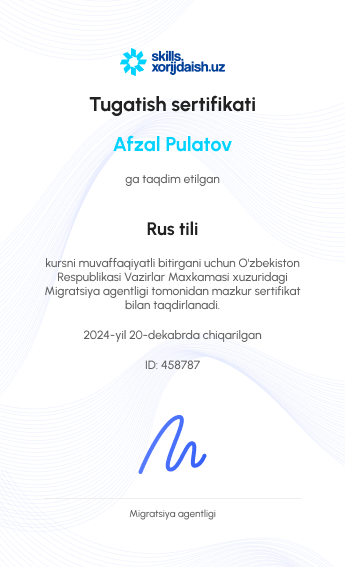 skills.
xorijdaish.uz
Tugatish sertifikati
Afzal Pulatov
ga taqdim etilgan
Rus tili
kursni muvaffaqiyatli bitirgani uchun O'zbekiston
Respublikasi Vazirlar Maxkamasi xuzuridagi
Migratsiya agentligi tomonidan mazkur sertifikat
bilan taqdirlanadi.
2024-yil 20-dekabrda chiqarilgan
ID: 458787
Migratsiya agentligi